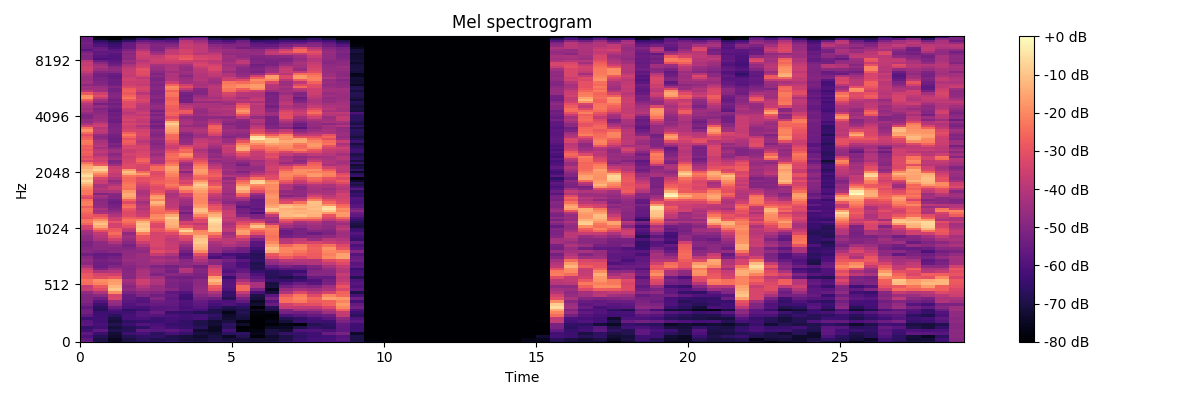 Mel spectrogram
Hz
8192
4096
2048
1024
512
0
0 5 10 15 20 25
Time
+0 dB
-10 dB
-20 dB
-30 dB
-40 dB
-50 dB
-60 dB
-70 dB
-80 dB